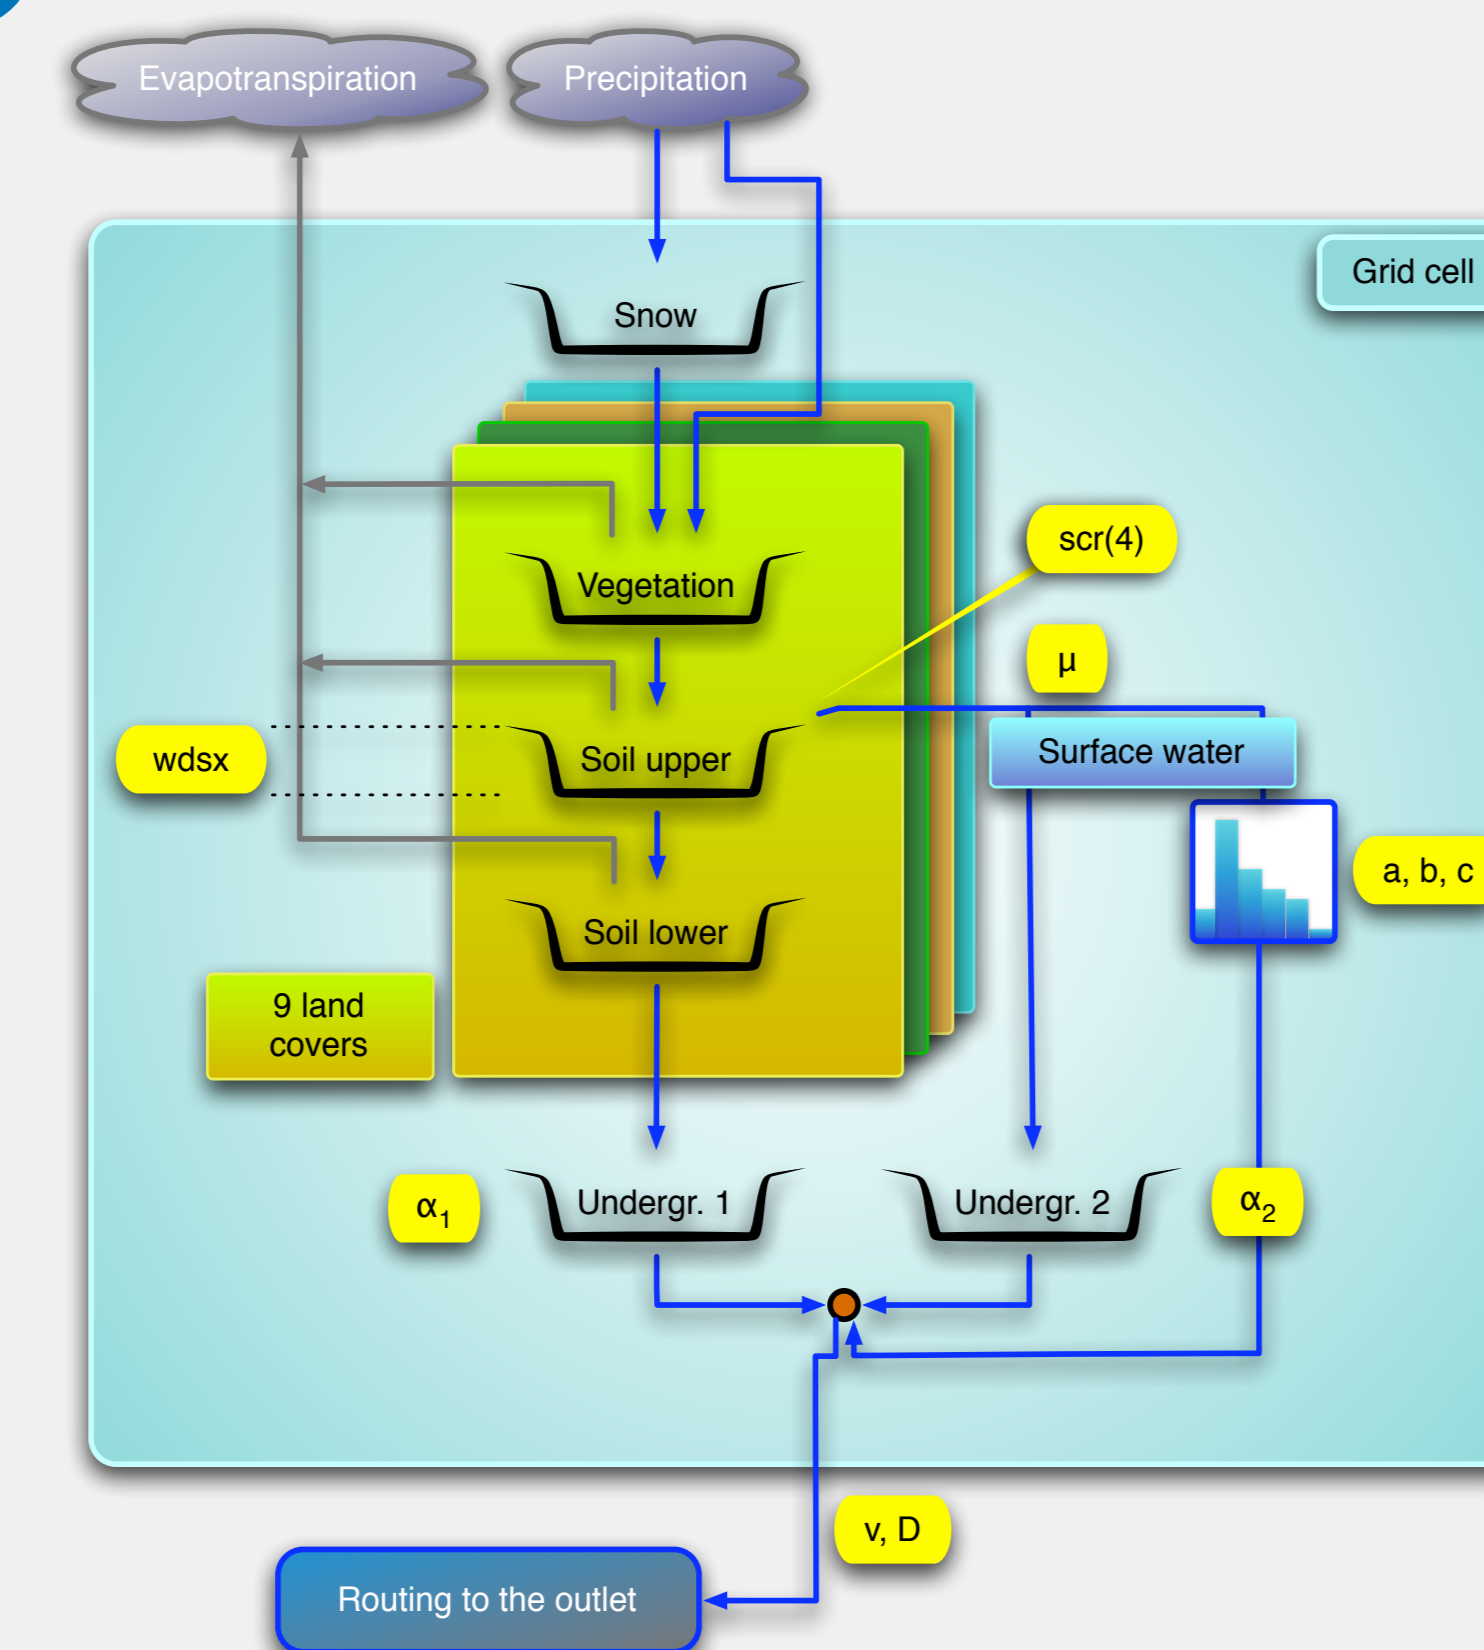 Evapotranspiration
Precipitation
Grid cell
Snow
scr(4)
Vegetation
μ
wdsx
Soil upper
Surface water
a, b, c
Soil lower
9 land
covers
α1
Undergr. 1
Undergr. 2
α2
v, D
Routing to the outlet